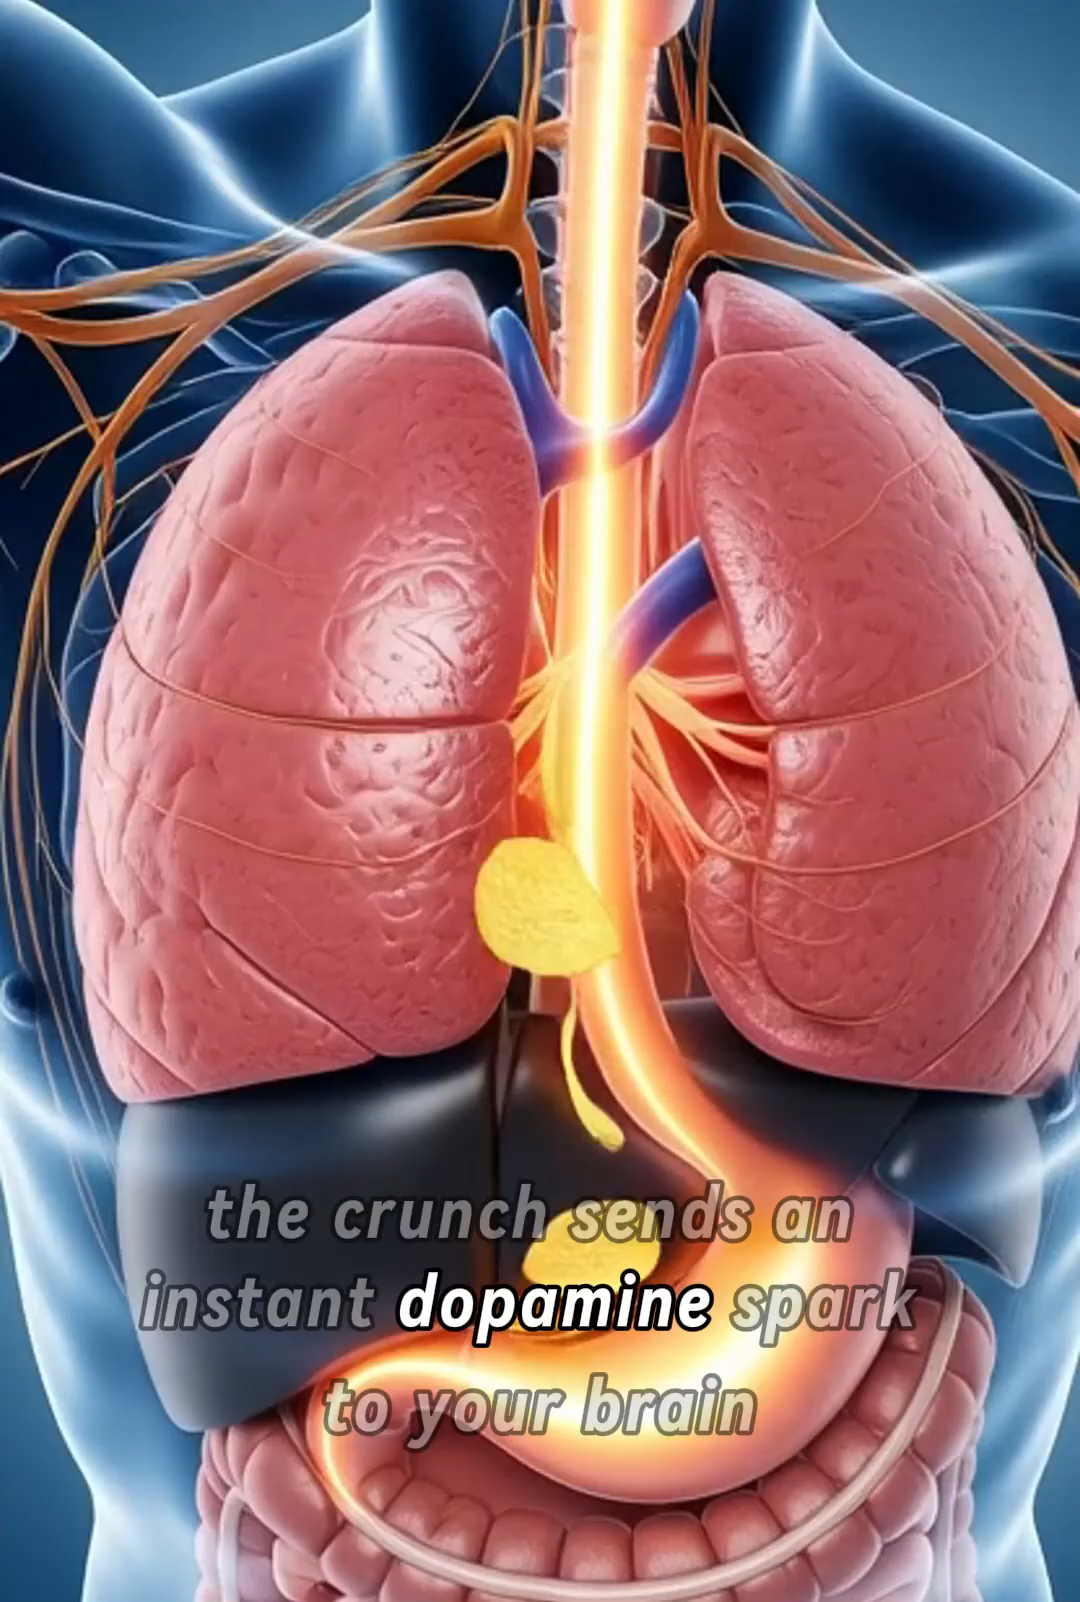 the crunch sends an
instant dopamine spark
to your brain